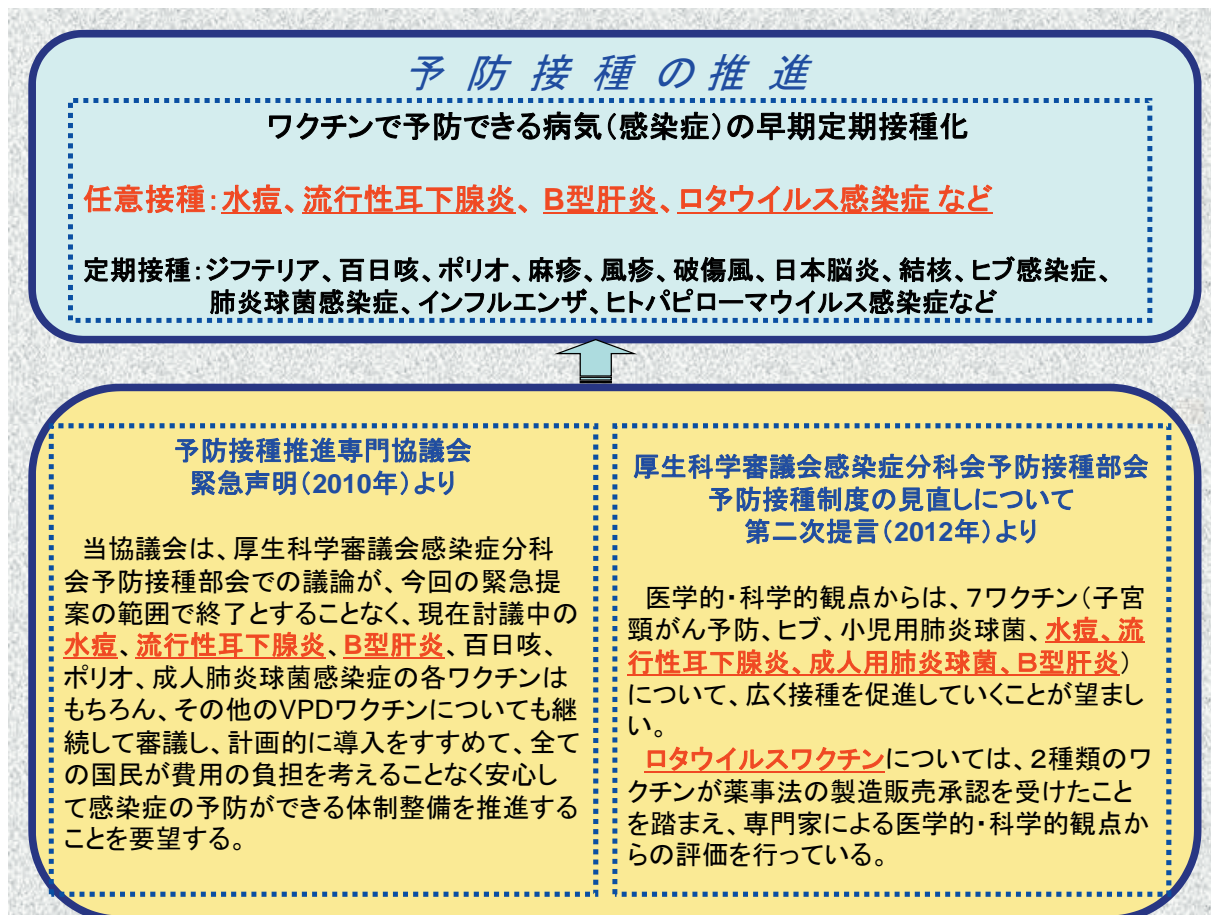 予防接種の推進
ワクチンで予防できる病気（感染症）の早期定期接種化
任意接種：水痘、流行性耳下腺炎、B型肝炎、ロタウイルス感染症 など
定期接種：ジフテリア、百日咳、ポリオ、麻疹、風疹、破傷風、日本脳炎、結核、ヒブ感染症、
肺炎球菌感染症、インフルエンザ、ヒトパピローマウイルス感染症など
予防接種推進専門協議会
緊急声明（2010年）より
当協議会は、厚生科学審議会感染症分科
会予防接種部会での議論が、今回の緊急提
案の範囲で終了とすることなく、現在討議中の
水痘、流行性耳下腺炎、B型肝炎、百日咳、
ポリオ、成人肺炎球菌感染症の各ワクチンは
もちろん、その他のVPDワクチンについても継
続して審議し、計画的に導入をすすめて、全て
の国民が費用の負担を考えることなく安心し
て感染症の予防ができる体制整備を推進する
ことを要望する。
厚生科学審議会感染症分科会予防接種部会
予防接種制度の見直しについて
第二次提言（2012年）より
医学的・科学的観点からは、７ワクチン（子宮
頸がん予防、ヒブ、小児用肺炎球菌、水痘、流
行性耳下腺炎、成人用肺炎球菌、Ｂ型肝炎）
について、広く接種を促進していくことが望まし
い。
ロタウイルスワクチンについては、２種類のワ
クチンが薬事法の製造販売承認を受けたこと
を踏まえ、専門家による医学的・科学的観点か
らの評価を行っている。